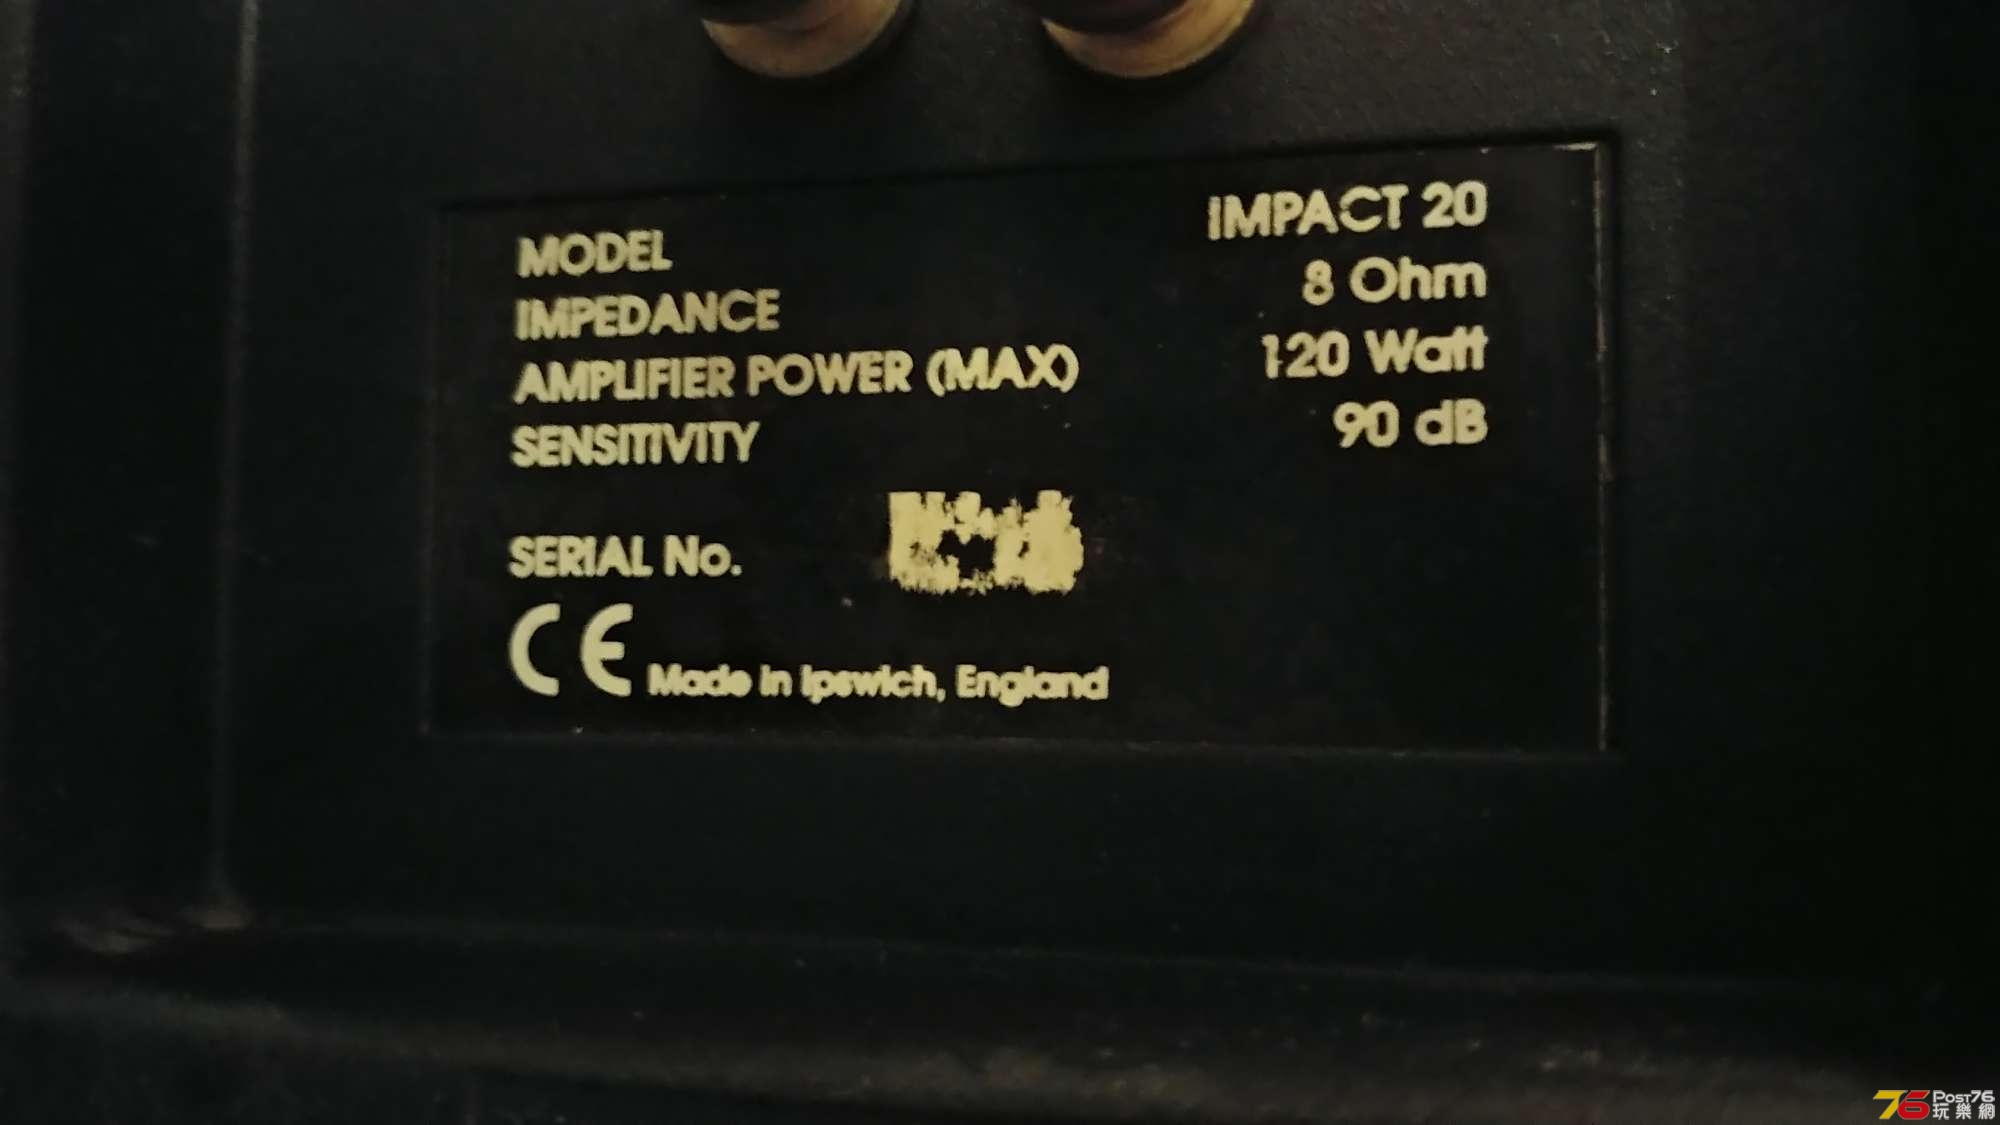 MODEL IMPACT 20
IMPEDANCE 8 Ohm
AMPLIFIER POWER (MAX) 120 Watt
SENSITIVITY 90 dB
SERIAL No.
CE Made in Ipswich, England
76 POST76
玩樂網